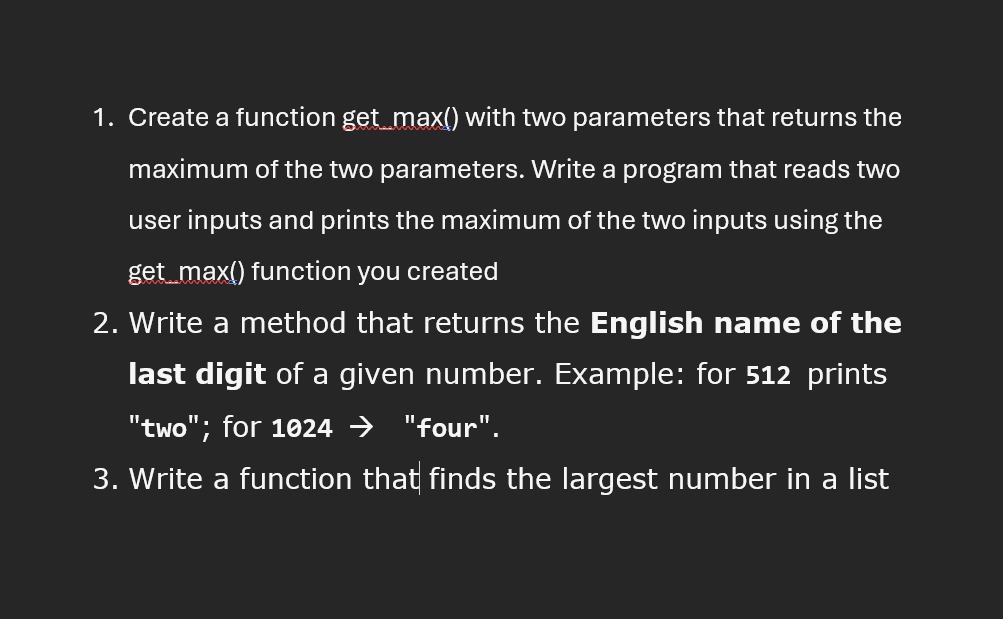 1. Create a function get_max() with two parameters that returns the
maximum of the two parameters. Write a program that reads two
user inputs and prints the maximum of the two inputs using the
get_max() function you created
2. Write a method that returns the English name of the
last digit of a given number. Example: for 512 prints
"two"; for 1024 → "four".
3. Write a function that finds the largest number in a list